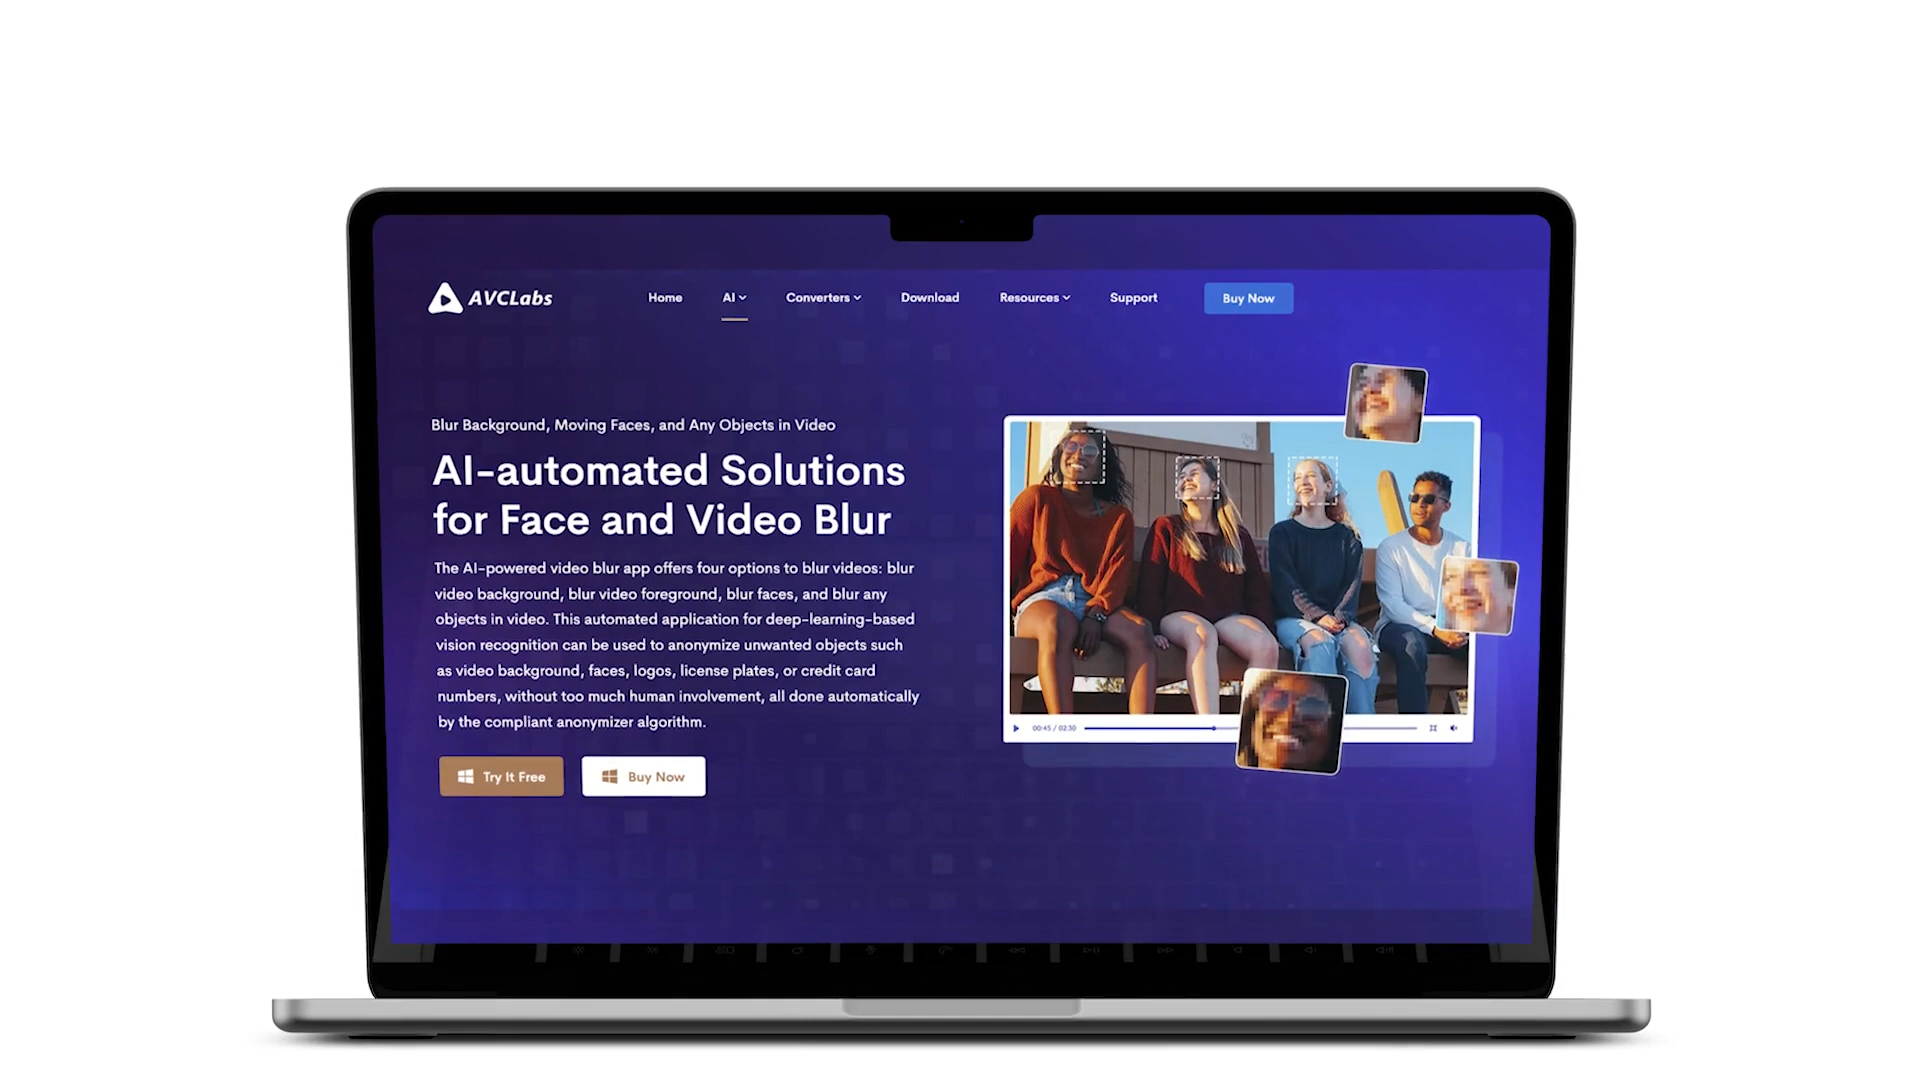 AVCLabs
Home
AI
Converters
Download
Resources
Support
Buy Now
Blur Background, Moving Faces, and Any Objects in Video
AI-automated Solutions
for Face and Video Blur
The AI-powered video blur app offers four options to blur videos: blur
video background, blur video foreground, blur faces, and blur any
objects in video. This automated application for deep-learning-based
vision recognition can be used to anonymize unwanted objects such
as video background, faces, logos, license plates, or credit card
numbers, without too much human involvement, all done automatically
by the compliant anonymizer algorithm.
Try It Free
Buy Now
00:45 / 02:30